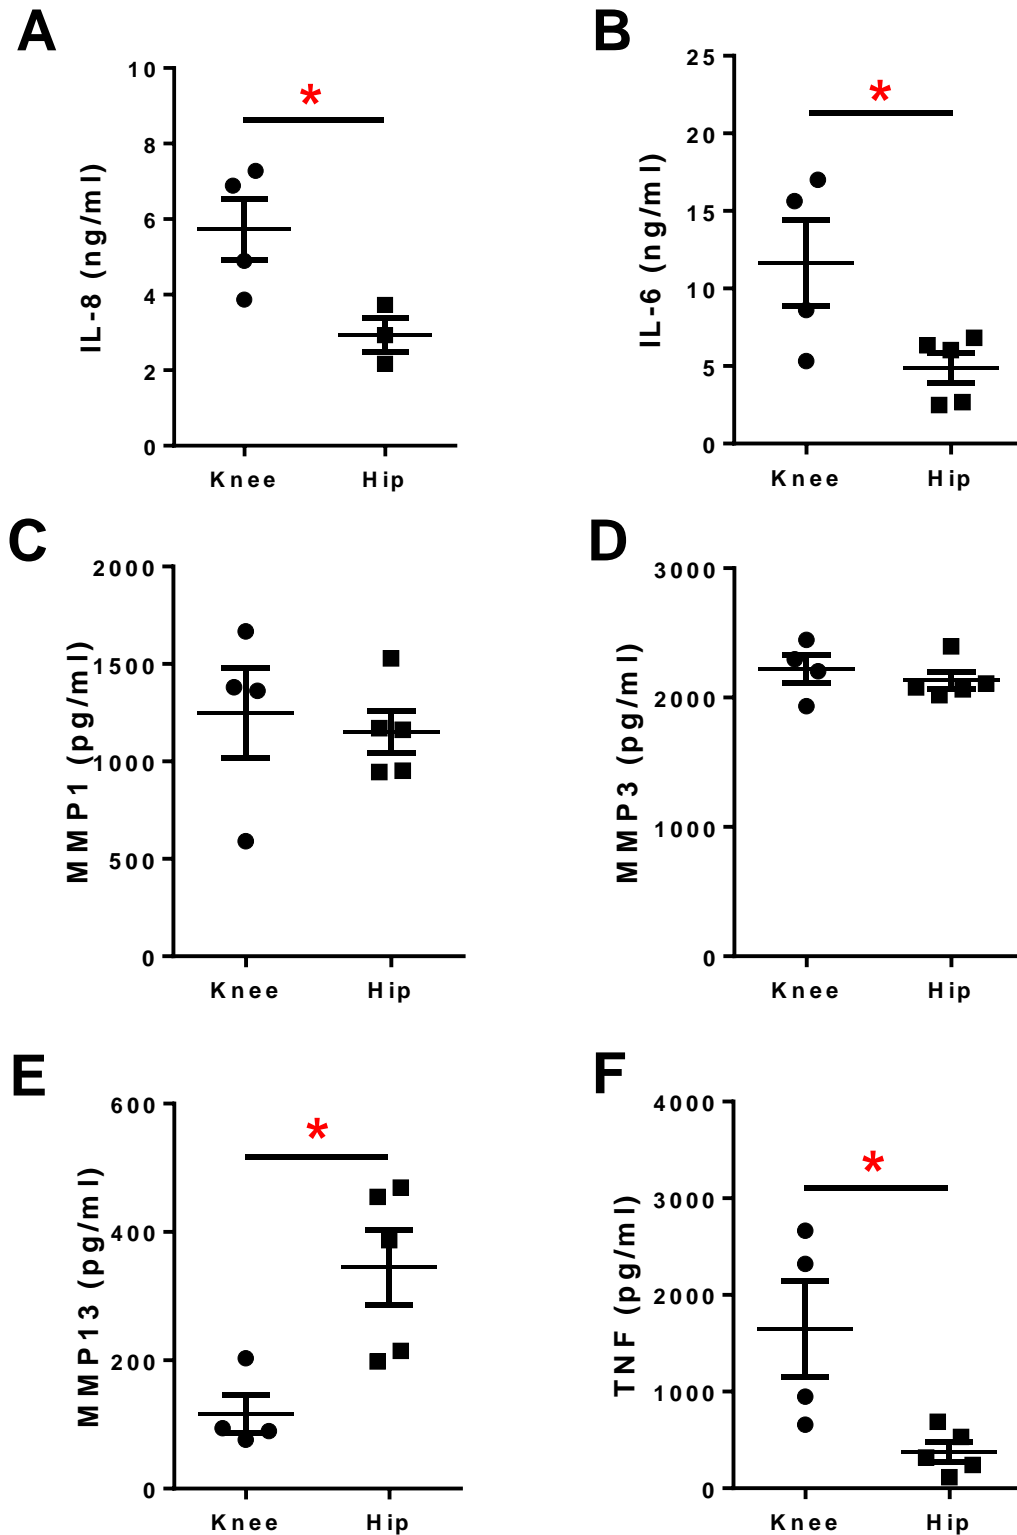 A
IL-8 (ng/ml)
10
8
6
4
2
0
*
Knee Hip
B
IL-6 (ng/ml)
25
20
15
10
5
0
*
Knee Hip
C
MMP1 (pg/ml)
2000
1500
1000
500
0
Knee Hip
D
MMP3 (pg/ml)
3000
2000
1000
0
Knee Hip
E
MMP13 (pg/ml)
600
400
200
0
*
Knee Hip
F
TNF (pg/ml)
4000
3000
2000
1000
0
*
Knee Hip